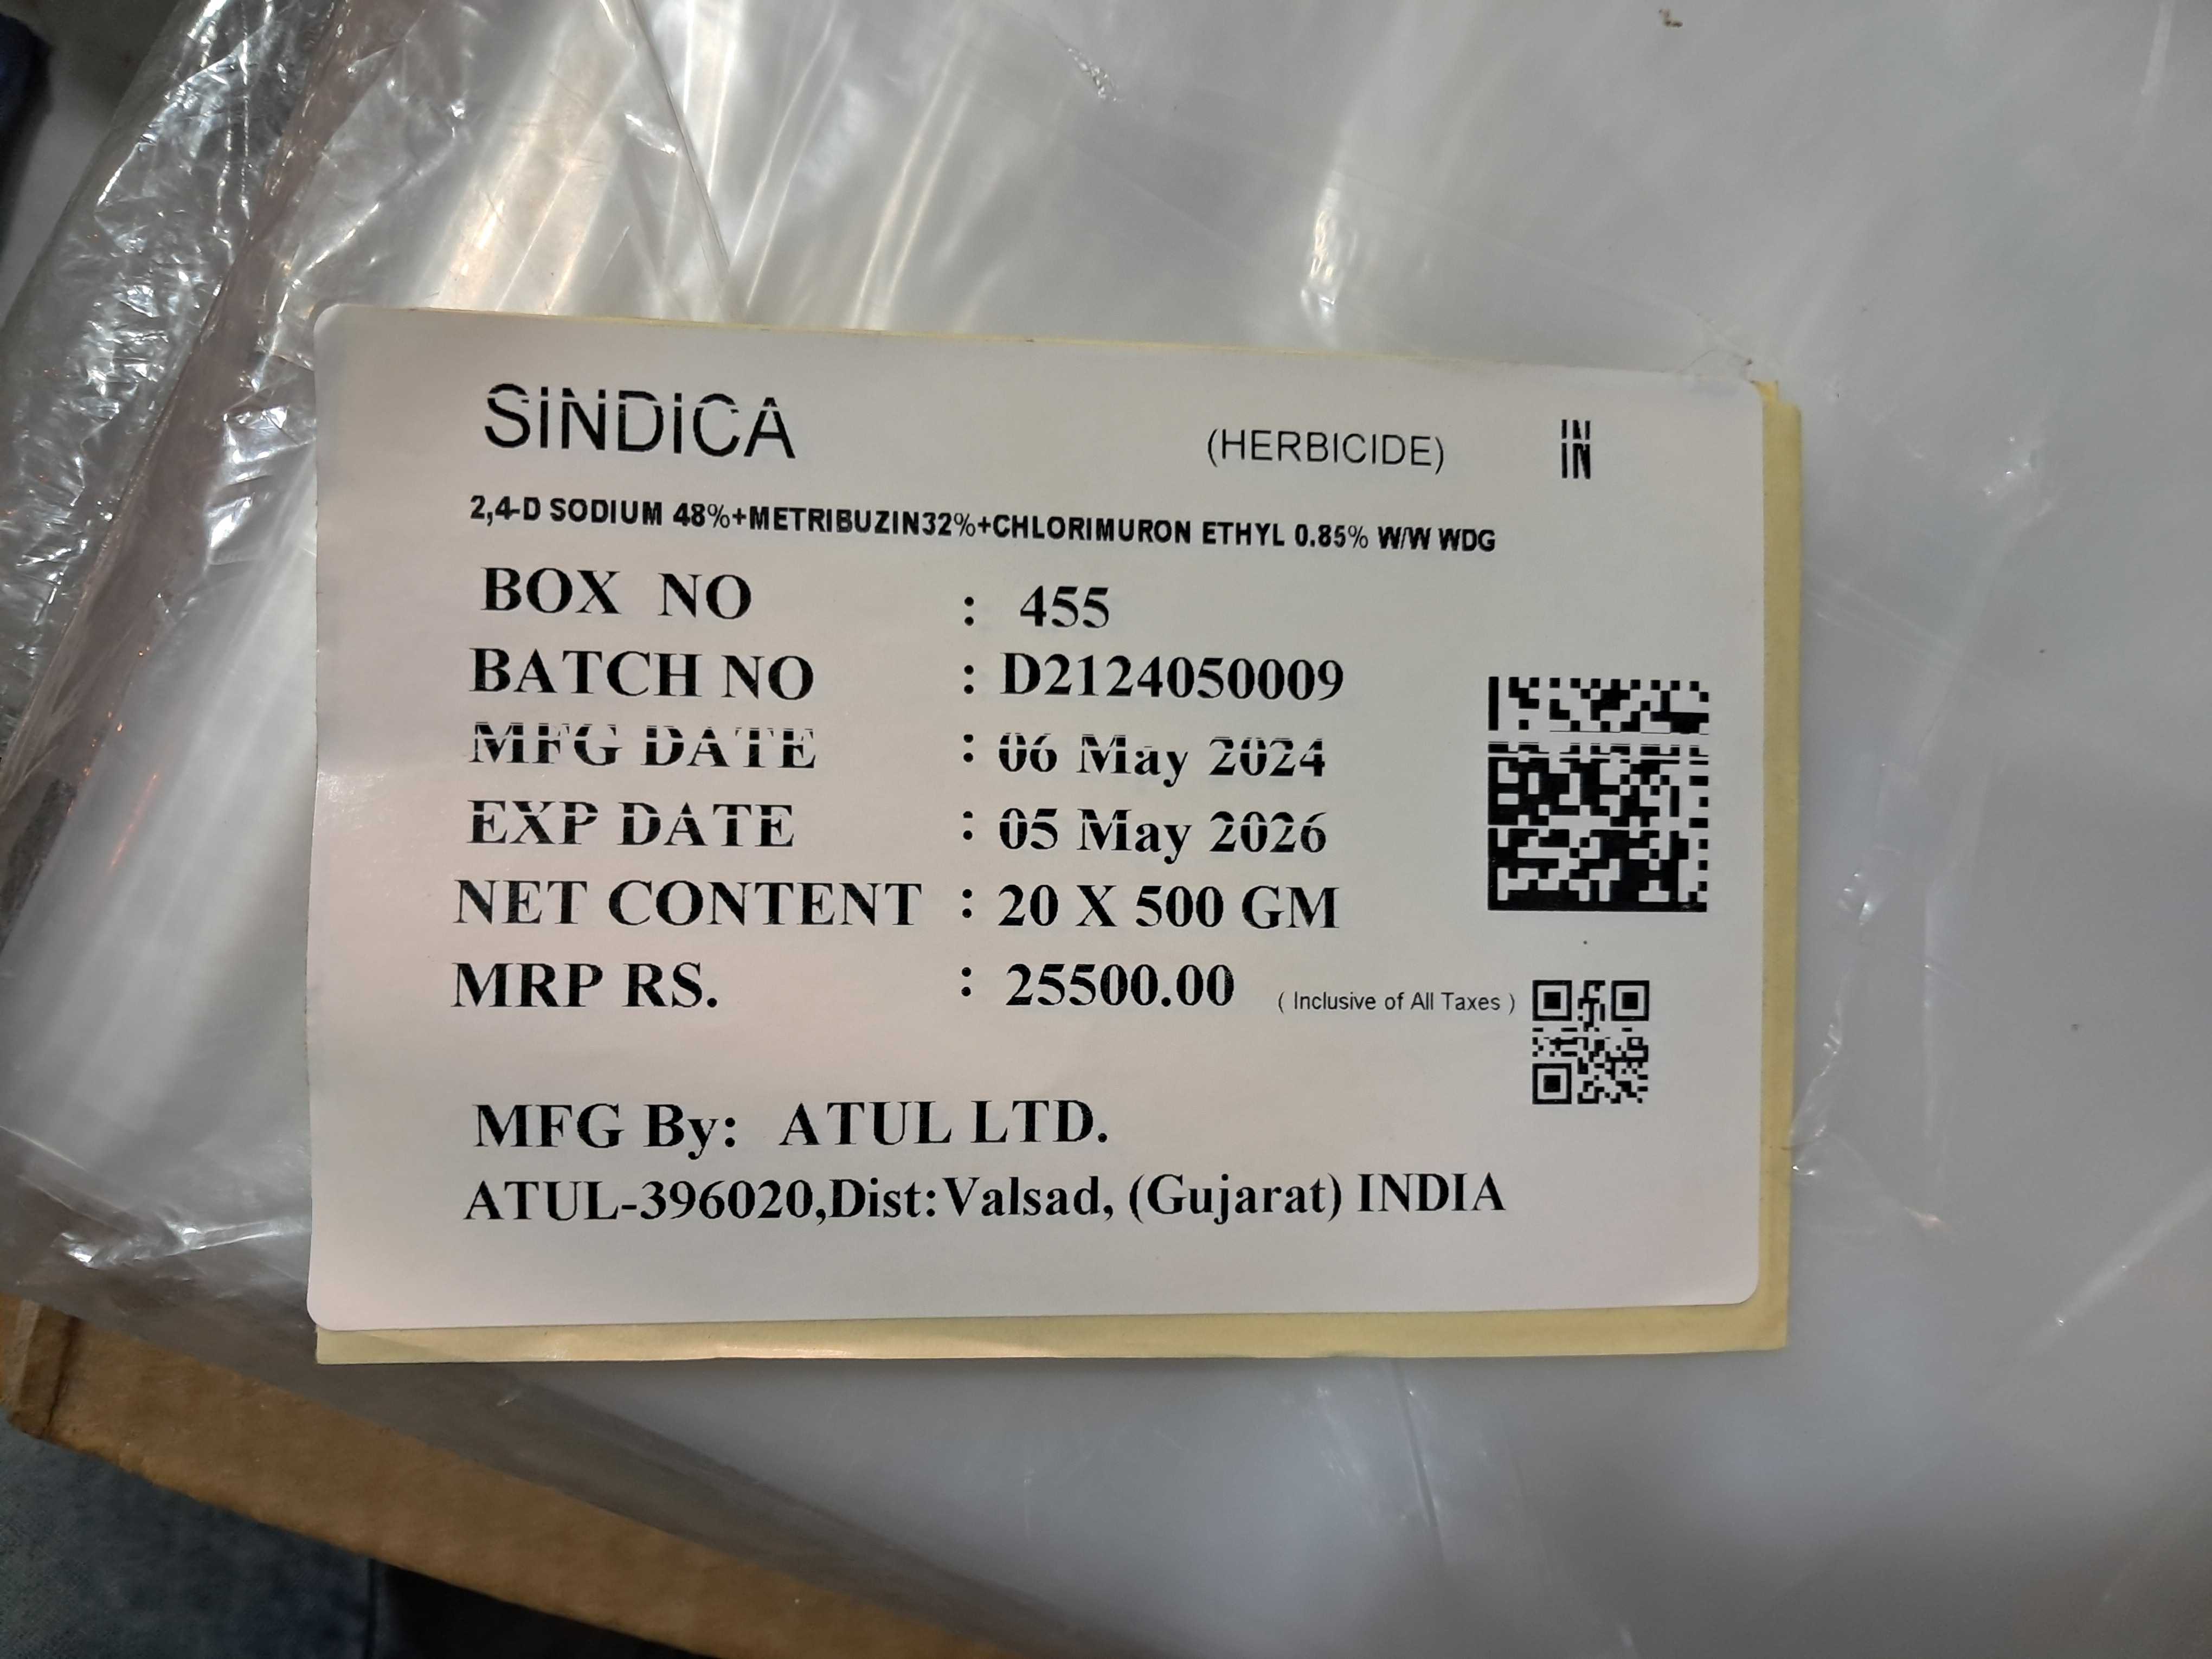 SiNDiCA (HERBICIDE) IN
2,4-D SODIUM 48%+METRIBUZIN32%+CHLORIMURON ETHYL 0.85% W/W WDG
BOX NO : 455
BATCH NO : D2124050009
MFG DATE : 06 May 2024
EXP DATE : 05 May 2026
NET CONTENT : 20 X 500 GM
MRP RS. : 25500.00 ( Inclusive of All Taxes )
MFG By: ATUL LTD.
ATUL-396020,Dist:Valsad, (Gujarat) INDIA